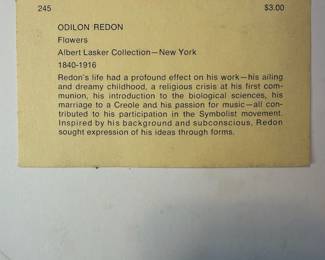 245 $3.00
ODILON REDON
Flowers
Albert Lasker Collection—New York
1840-1916
Redon's life had a profound effect on his work—his ailing
and dreamy childhood, a religious crisis at his first com-
munion, his introduction to the biological sciences, his
marriage to a Creole and his passion for music—all con-
tributed to his participation in the Symbolist movement.
Inspired by his background and subconscious, Redon
sought expression of his ideas through forms.